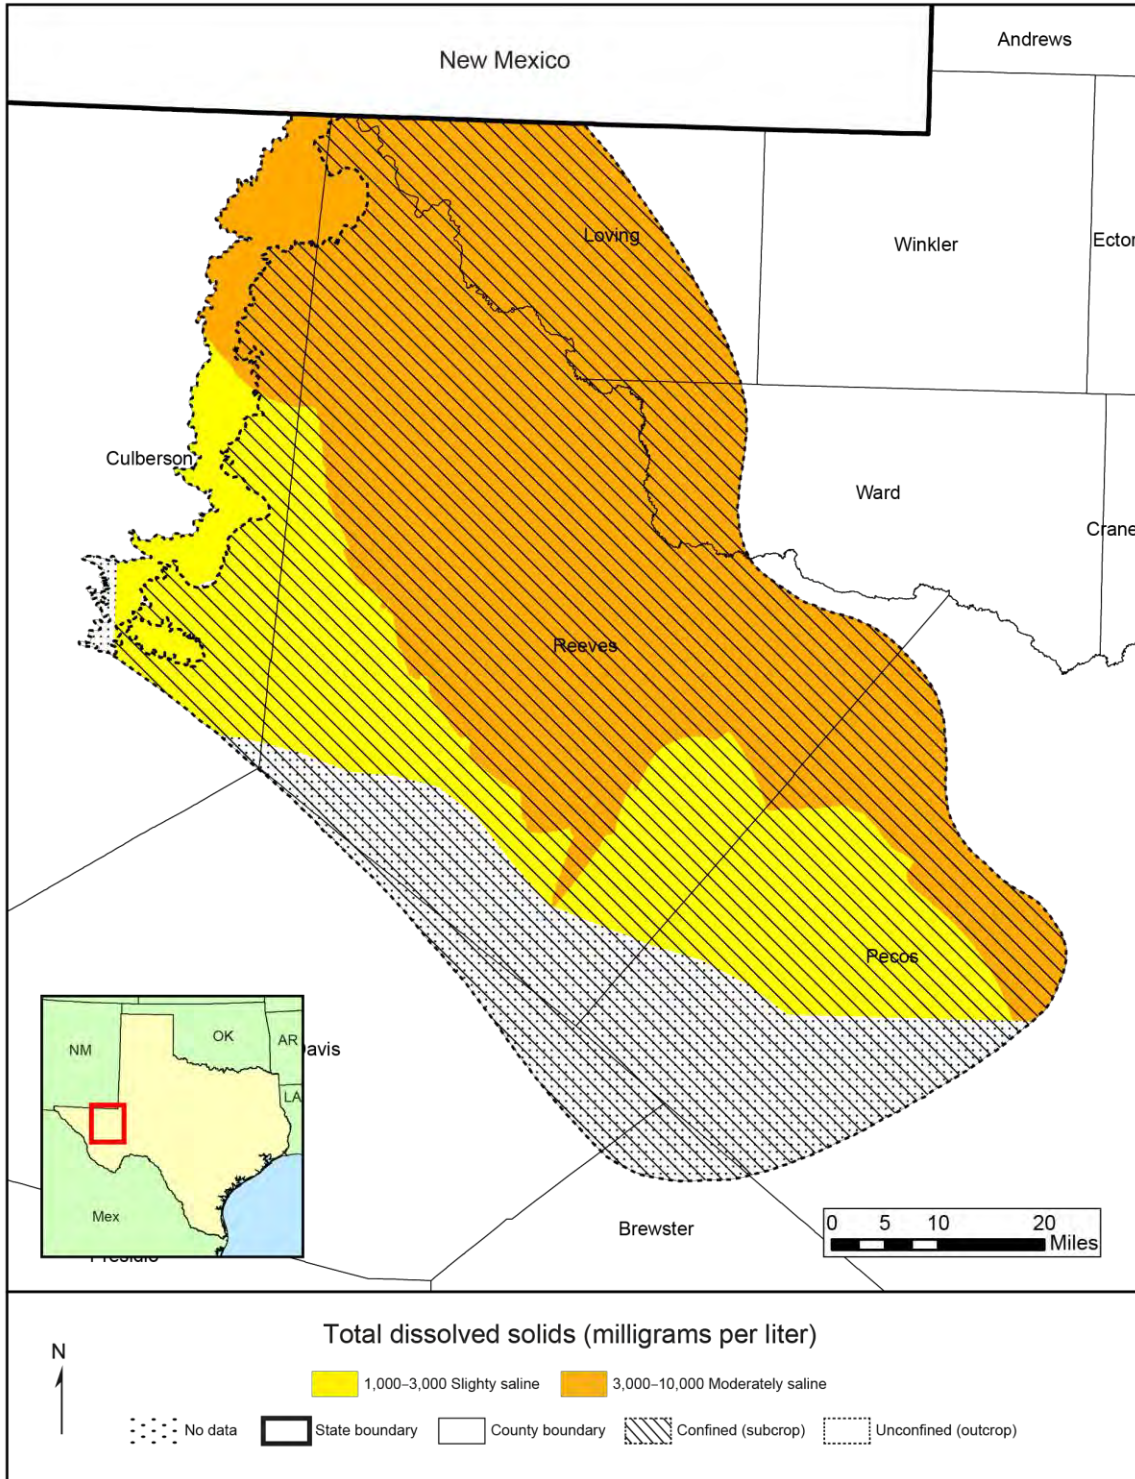 New Mexico
Andrews
Loving
Winkler
Ector
Culberson
Ward
Crane
Reeves
Pecos
NM
OK
AR
avis
LA
Mex
Presidio
Brewster
0 5 10 20
Miles
Total dissolved solids (milligrams per liter)
N
1,000–3,000 Slighty saline
3,000–10,000 Moderately saline
No data
State boundary
County boundary
Confined (subcrop)
Unconfined (outcrop)